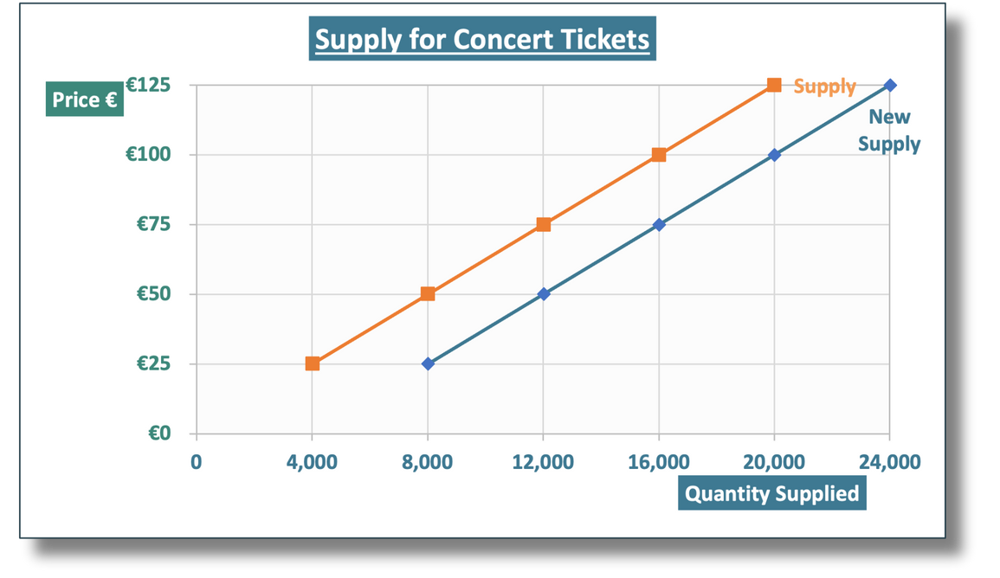 Supply for Concert Tickets
Price €
€125
Supply
New
Supply
€100
€75
€50
€25
€0
0 4,000 8,000 12,000 16,000 20,000 24,000
Quantity Supplied